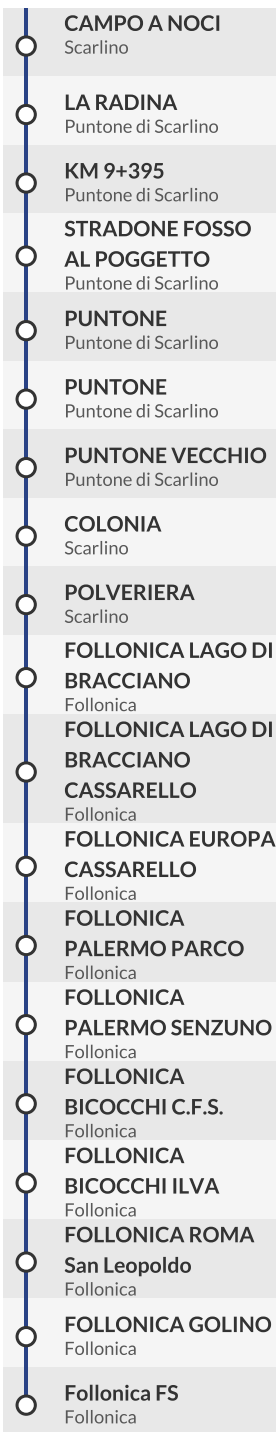 CAMPO A NOCI
Scarlino
LA RADINA
Puntone di Scarlino
KM 9+395
Puntone di Scarlino
STRADONE FOSSO
AL POGGETTO
Puntone di Scarlino
PUNTONE
Puntone di Scarlino
PUNTONE
Puntone di Scarlino
PUNTONE VECCHIO
Puntone di Scarlino
COLONIA
Scarlino
POLVERIERA
Scarlino
FOLLONICA LAGO DI
BRACCIANO
Follonica
FOLLONICA LAGO DI
BRACCIANO
CASSARELLO
Follonica
FOLLONICA EUROPA
CASSARELLO
Follonica
FOLLONICA
PALERMO PARCO
Follonica
FOLLONICA
PALERMO SENZUNO
Follonica
FOLLONICA
BICOCCHI C.F.S.
Follonica
FOLLONICA
BICOCCHI ILVA
Follonica
FOLLONICA ROMA
San Leopoldo
Follonica
FOLLONICA GOLINO
Follonica
Follonica FS
Follonica